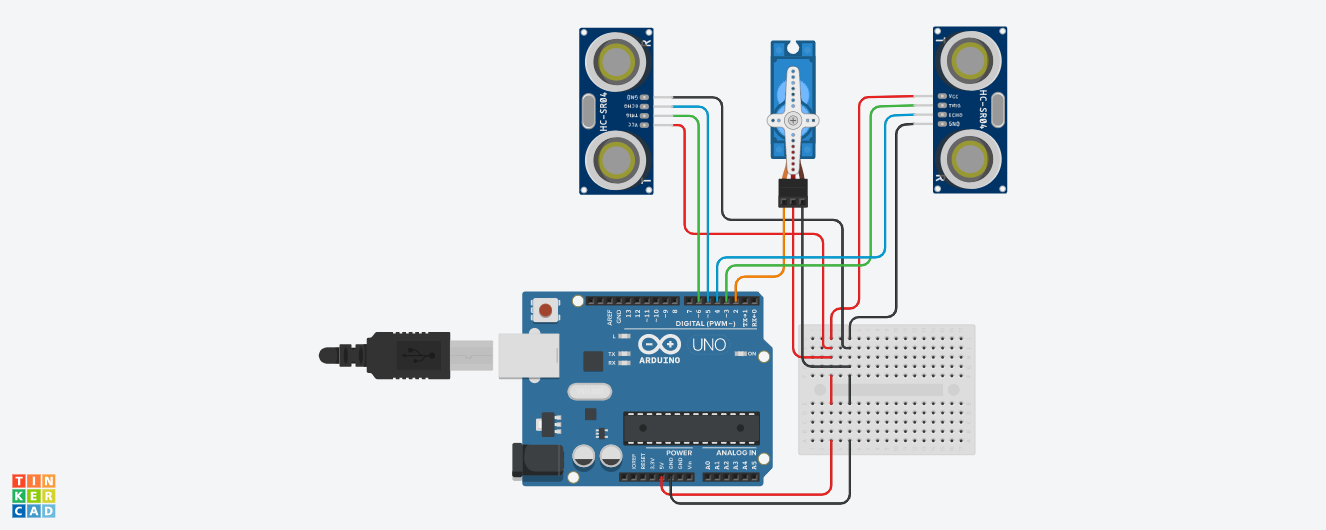 HC-SR04
GND
ECHO
TRIG
VCC
R
L
HC-SR04
VCC
TRIG
ECHO
GND
L
R
AREF
GND
13
12
~11
~10
~9
8
7
~6
~5
4
~3
2
TX→1
RX←0
DIGITAL (PWM~)
L
TX
RX
ARDUINO
UNO
ON
POWER
ANALOG IN
IOREF
RESET
3.3V
5V
GND
GND
Vin
A0
A1
A2
A3
A4
A5
TIN
KER
CAD